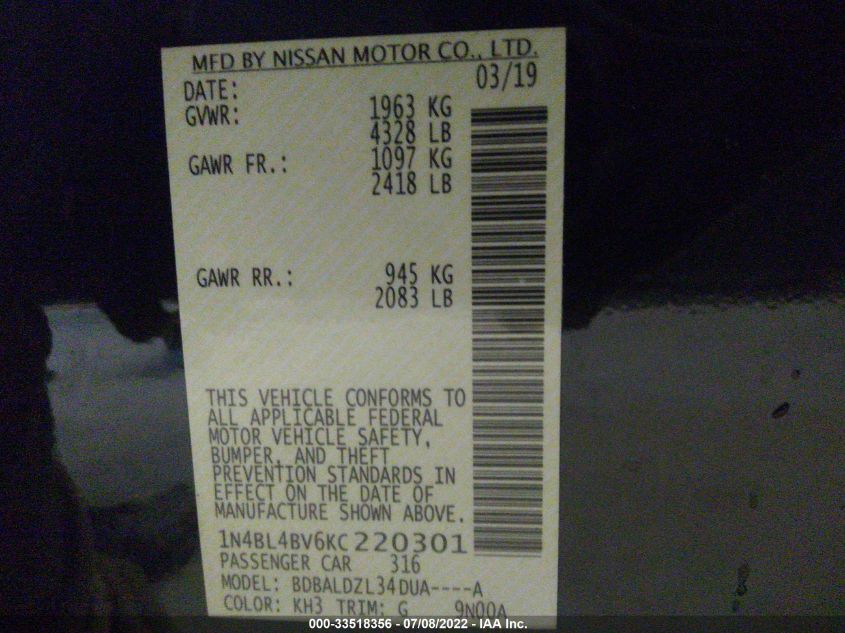 MFD BY NISSAN MOTOR CO., LTD.
DATE: 03/19
GVWR: 1963 KG
4328 LB
GAWR FR.: 1097 KG
2418 LB
GAWR RR.: 945 KG
2083 LB
THIS VEHICLE CONFORMS TO
ALL APPLICABLE FEDERAL
MOTOR VEHICLE SAFETY,
BUMPER, AND THEFT
PREVENTION STANDARDS IN
EFFECT ON THE DATE OF
MANUFACTURE SHOWN ABOVE.
1N4BL4BV6KC220301
PASSENGER CAR 316
MODEL: BDBALDZL34DUA----A
COLOR: KH3 TRIM: G 9N00A
000-33518356 - 07/08/2022 - IAA Inc.